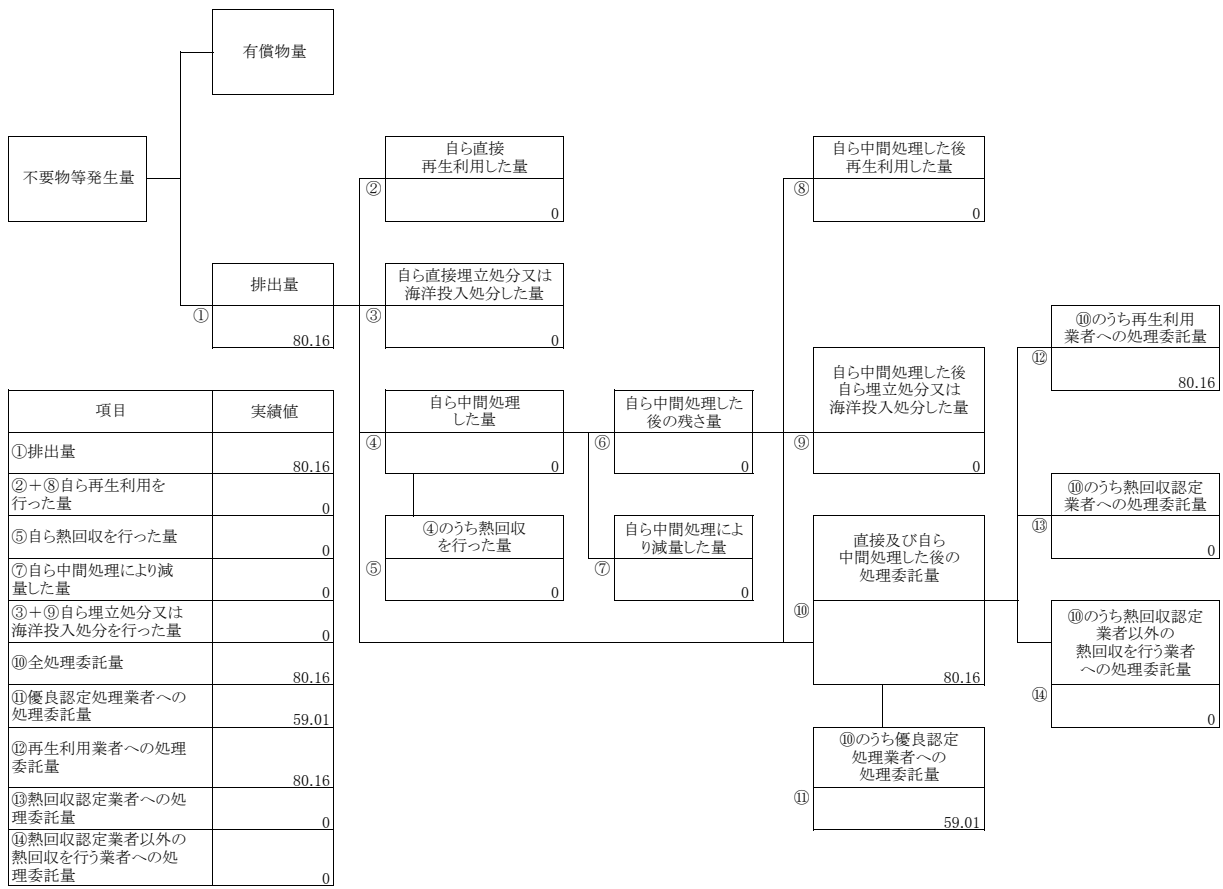 有償物量
不要物等発生量
排出量
①
80.16
自ら直接
再生利用した量
②
0
自ら直接埋立処分又は
海洋投入処分した量
③
0
自ら中間処理
した量
④
0
④のうち熱回収
を行った量
⑤
0
自ら中間処理した
後の残さ量
⑥
0
自ら中間処理によ
り減量した量
⑦
0
自ら中間処理した後
再生利用した量
⑧
0
自ら中間処理した後
自ら埋立処分又は
海洋投入処分した量
⑨
0
直接及び自ら
中間処理した後の
処理委託量
⑩
80.16
⑩のうち優良認定
処理業者への
処理委託量
⑪
59.01
⑩のうち再生利用
業者への処理委託量
⑫
80.16
⑩のうち熱回収認定
業者への処理委託量
⑬
0
⑩のうち熱回収認定
業者以外の
熱回収を行う業者
への処理委託量
⑭
0
項目 実績値
①排出量
80.16
②＋⑧自ら再生利用を
行った量
0
⑤自ら熱回収を行った量
0
⑦自ら中間処理により減
量した量
0
③＋⑨自ら埋立処分又は
海洋投入処分を行った量
0
⑩全処理委託量
80.16
⑪優良認定処理業者への
処理委託量
59.01
⑫再生利用業者への処理
委託量
80.16
⑬熱回収認定業者への処
理委託量
0
⑭熱回収認定業者以外の
熱回収を行う業者への処
理委託量
0